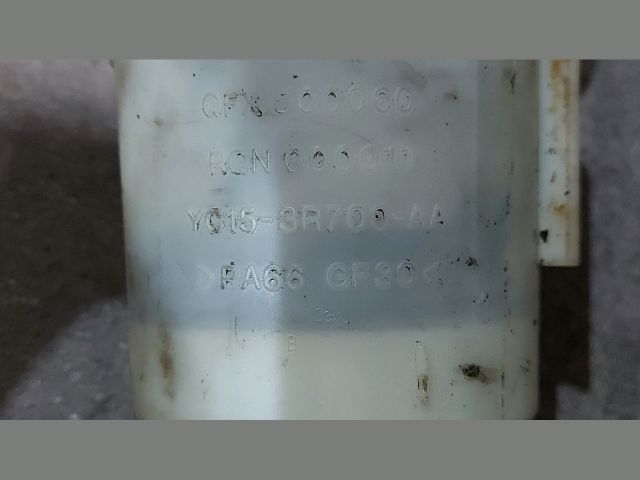 QFX 500060
RQN 000011
YC15-3R700-AA
>PA66 GF30<
B